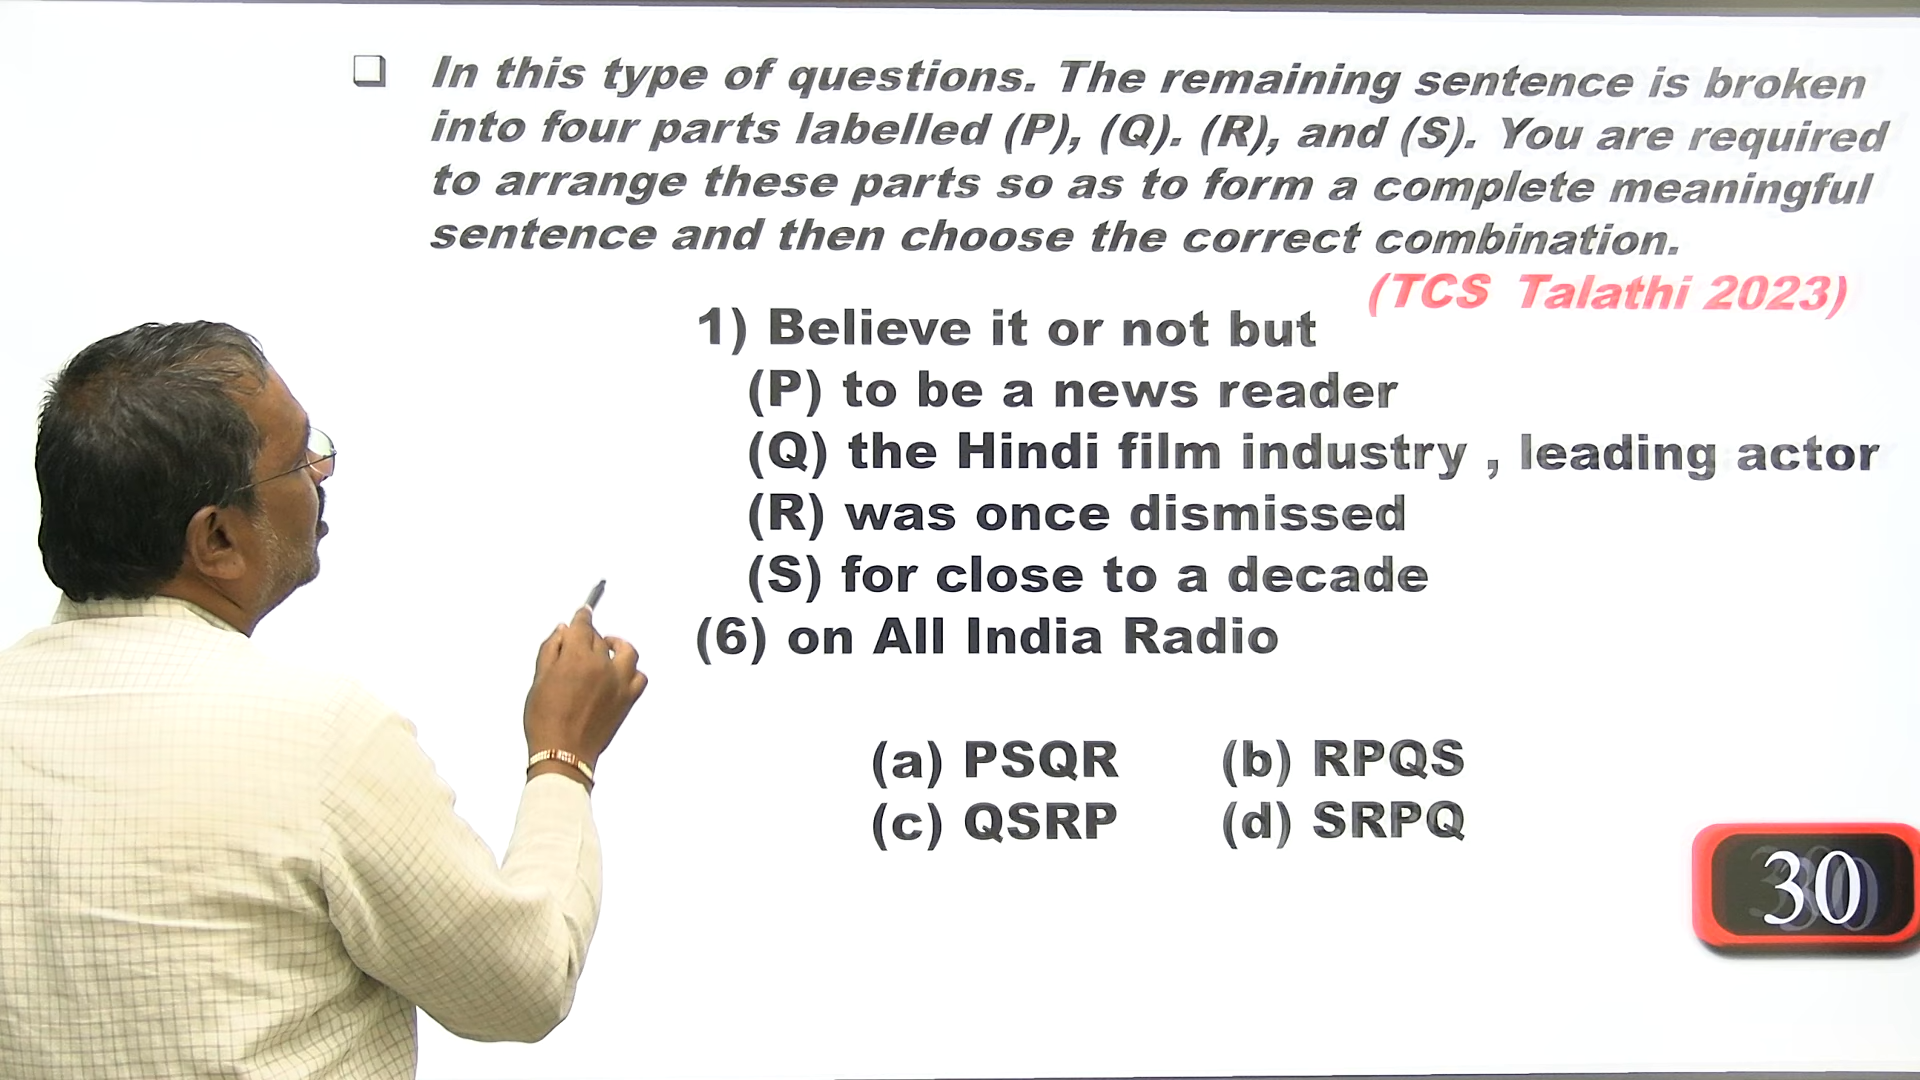 ❑ In this type of questions. The remaining sentence is broken
into four parts labelled (P), (Q). (R), and (S). You are required
to arrange these parts so as to form a complete meaningful
sentence and then choose the correct combination.
(TCS Talathi 2023)
1) Believe it or not but
(P) to be a news reader
(Q) the Hindi film industry , leading actor
(R) was once dismissed
(S) for close to a decade
(6) on All India Radio
(a) PSQR (b) RPQS
(c) QSRP (d) SRPQ
30